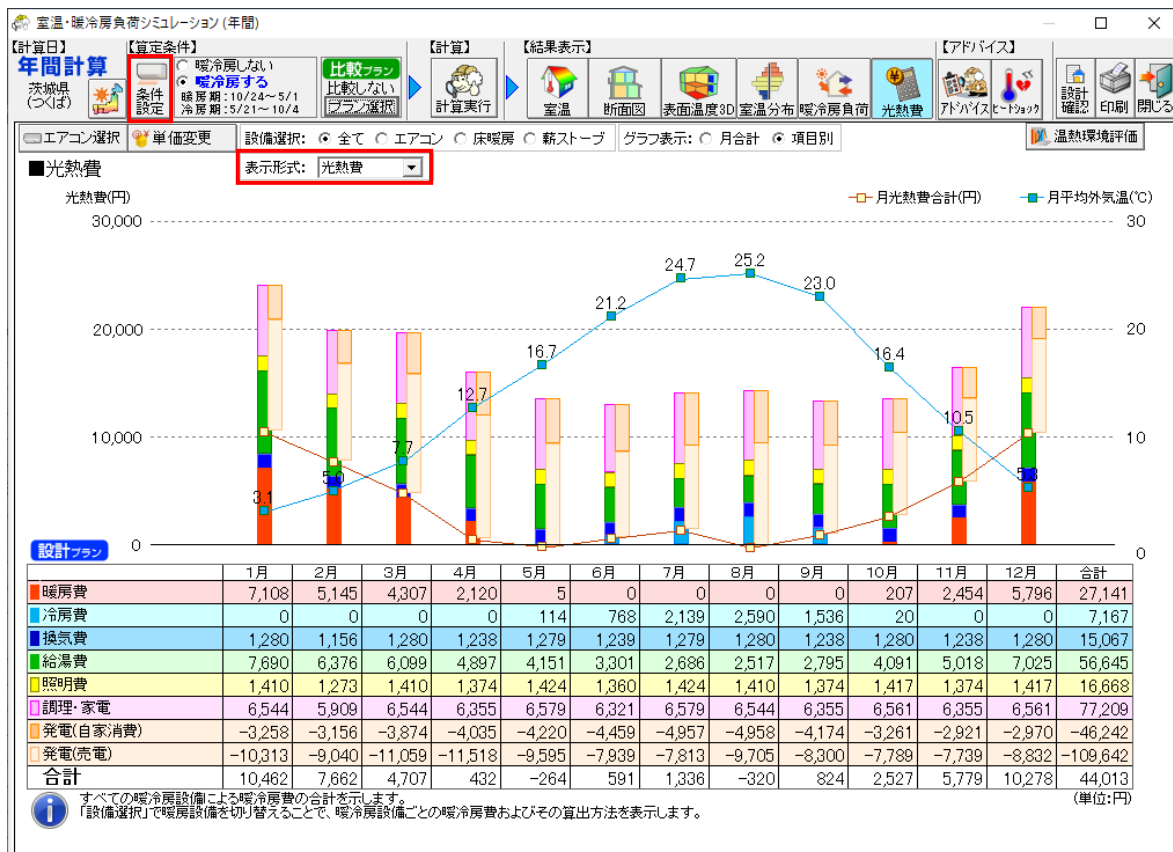 室温・暖冷房負荷シミュレーション (年間)
【計算日】 【算定条件】 【計算】 【結果表示】 【アドバイス】
年間計算
茨城県
(つくば)
条件
設定
暖冷房しない
暖冷房する
暖房期:10/24～5/1
冷房期:5/21～10/4
比較プラン
比較しない
プラン選択
計算実行
室温 断面図 表面温度3D 室温分布 暖冷房負荷 光熱費
アドバイス ヒートショック
設計
確認
印刷 閉じる
エアコン選択 単価変更 設備選択: 全て エアコン 床暖房 薪ストーブ グラフ表示: 月合計 項目別 温熱環境評価
■光熱費 表示形式: 光熱費
光熱費(円) 月光熱費合計(円) 月平均外気温(℃)
30,000 30
24.7 25.2 23.0
21.2
20,000 20
16.7 16.4
12.7
10,000 10.5 10
7.7
3.1 5.0 5.3
設計プラン 0 0
1月 2月 3月 4月 5月 6月 7月 8月 9月 10月 11月 12月 合計
暖房費 7,108 5,145 4,307 2,120 5 0 0 0 0 207 2,454 5,796 27,141
冷房費 0 0 0 0 114 768 2,139 2,590 1,536 20 0 0 7,167
換気費 1,280 1,156 1,280 1,238 1,279 1,239 1,279 1,280 1,238 1,280 1,238 1,280 15,067
給湯費 7,690 6,376 6,099 4,897 4,151 3,301 2,686 2,517 2,795 4,091 5,018 7,025 56,645
照明費 1,410 1,273 1,410 1,374 1,424 1,360 1,424 1,410 1,374 1,417 1,374 1,417 16,668
調理・家電 6,544 5,909 6,544 6,355 6,579 6,321 6,579 6,544 6,355 6,561 6,355 6,561 77,209
発電(自家消費) −3,258 −3,156 −3,874 −4,035 −4,220 −4,459 −4,957 −4,958 −4,174 −3,261 −2,921 −2,970 −46,242
発電(売電) −10,313 −9,040 −11,059 −11,518 −9,595 −7,939 −7,813 −9,705 −8,300 −7,789 −7,739 −8,832 −109,642
合計 10,462 7,662 4,707 432 −264 591 1,336 −320 824 2,527 5,779 10,278 44,013
すべての暖冷房設備による暖冷房費の合計を示します。 (単位:円)
「設備選択」で暖房設備を切り替えることで、暖冷房設備ごとの暖冷房費およびその算出方法を表示します。